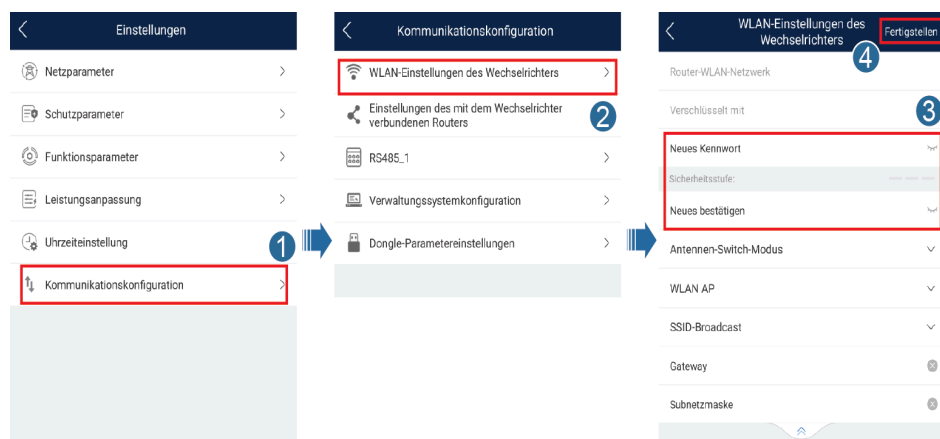 Einstellungen
Netzparameter
Schutzparameter
Funktionsparameter
Leistungsanpassung
Uhrzeiteinstellung
1
Kommunikationskonfiguration
Kommunikationskonfiguration
WLAN-Einstellungen des Wechselrichters
Einstellungen des mit dem Wechselrichter
verbundenen Routers
2
RS485_1
Verwaltungssystemkonfiguration
Dongle-Parametereinstellungen
WLAN-Einstellungen des
Wechselrichters
Fertigstellen
4
Router-WLAN-Netzwerk
Verschlüsselt mit
3
Neues Kennwort
Sicherheitsstufe:
Neues bestätigen
Antennen-Switch-Modus
WLAN AP
SSID-Broadcast
Gateway
Subnetzmaske